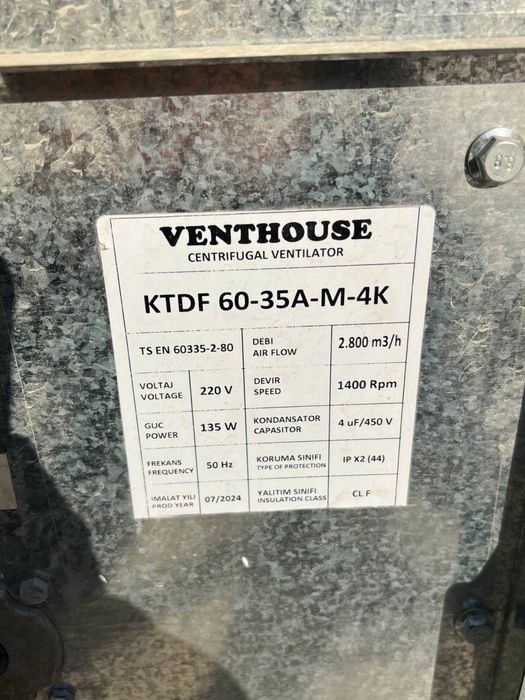 8.8
VENTHOUSE
CENTRIFUGAL VENTILATOR
KTDF 60-35A-M-4K
TS EN 60335-2-80
DEBI
AIR FLOW
2.800 m3/h
VOLTAJ
VOLTAGE
220 V
DEVIR
SPEED
1400 Rpm
GUC
POWER
135 W
KONDANSATOR
CAPASITOR
4 uF/450 V
FREKANS
FREQUENCY
50 Hz
KORUMA SINIFI
TYPE OF PROTECTION
IP X2 (44)
IMALAT YILI
PROD YEAR
07/2024
YALITIM SINIFI
INSULATION CLASS
CL F